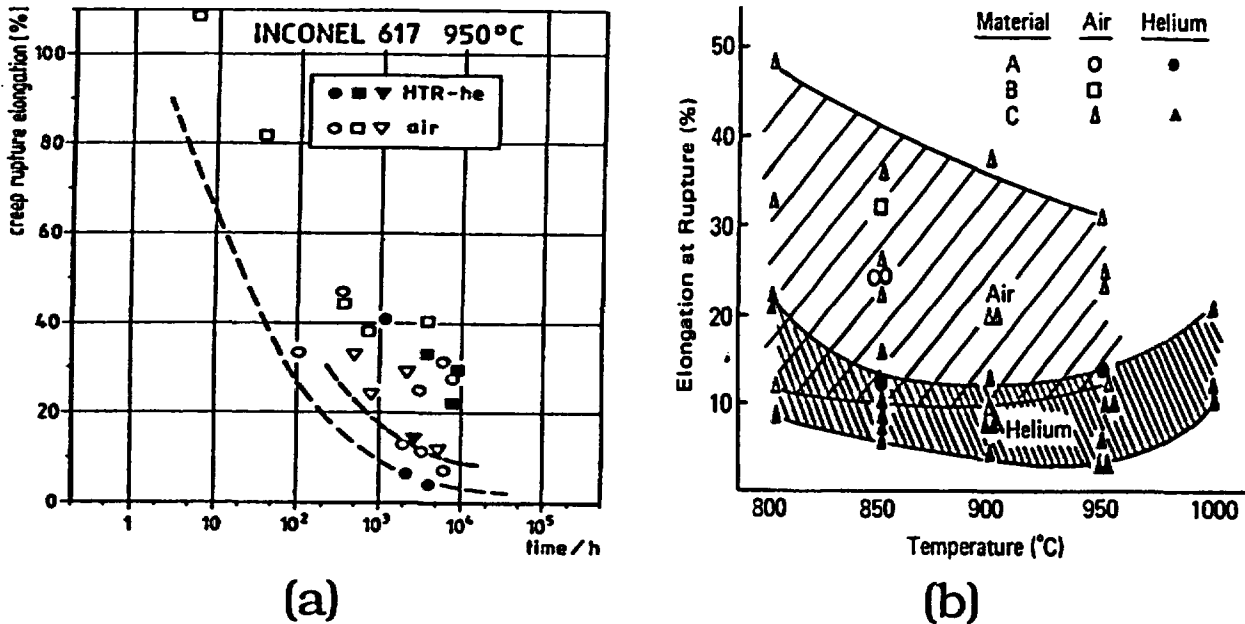 INCONEL 617 950°C
HTR-he
air
creep rupture elongation [%]
100
80
60
40
20
0
1
10
10²
10³
10⁴
10⁵
time/h
(a)
Material Air Helium
A
B
C
Elongation at Rupture (%)
50
40
30
20
10
Air
Helium
800
850
900
950
1000
Temperature (°C)
(b)